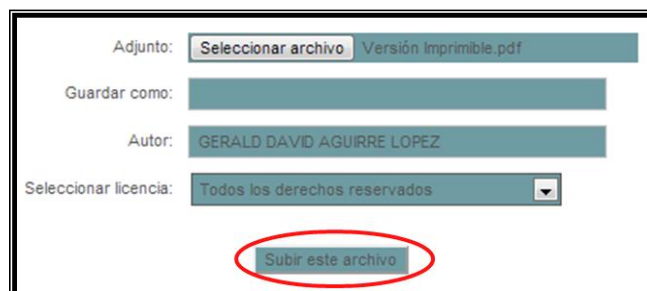 Adjunto: Seleccionar archivo Versión Imprimible.pdf
Guardar como:
Autor: GERALD DAVID AGUIRRE LOPEZ
Seleccionar licencia: Todos los derechos reservados
Subir este archivo